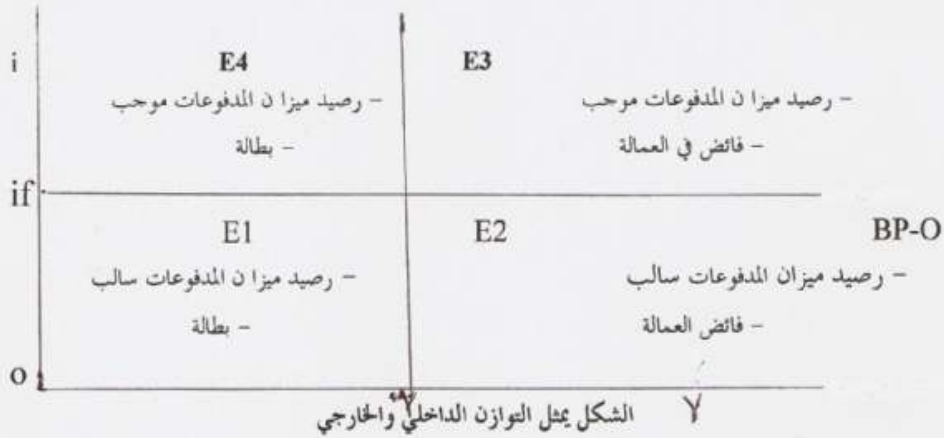 i
E4
E3
– رصيد ميزا ن المدفوعات موجب
– رصيد ميزا ن المدفوعات موجب
– بطالة
– فائض في العمالة
if
E1
E2
BP-O
– رصيد ميزا ن المدفوعات سالب
– رصيد ميزان المدفوعات سالب
– بطالة
– فائض العمالة
O
Y
الشكل يمثل التوازن الداخلي والخارجي